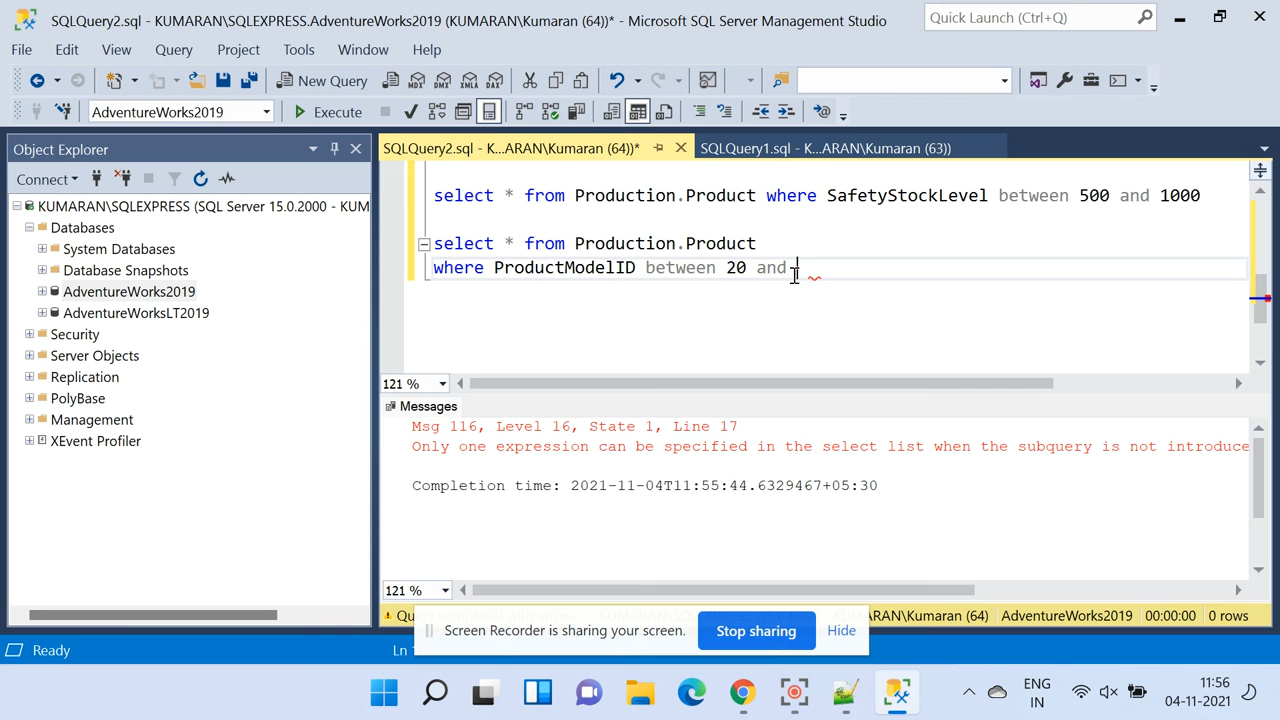 SQLQuery2.sql - KUMARAN\SQLEXPRESS.AdventureWorks2019 (KUMARAN\Kumaran (64))* - Microsoft SQL Server Management Studio
Quick Launch (Ctrl+Q)
File Edit View Query Project Tools Window Help
New Query
MDX DMX XMLA DAX
AdventureWorks2019
Execute
Object Explorer
SQLQuery2.sql - K...ARAN\Kumaran (64))*
SQLQuery1.sql - K...ARAN\Kumaran (63))
Connect
KUMARAN\SQLEXPRESS (SQL Server 15.0.2000 - KUM
Databases
System Databases
Database Snapshots
AdventureWorks2019
AdventureWorksLT2019
Security
Server Objects
Replication
PolyBase
Management
XEvent Profiler
select * from Production.Product where SafetyStockLevel between 500 and 1000
select * from Production.Product
where ProductModelID between 20 and
121 %
Messages
Msg 116, Level 16, State 1, Line 17
Only one expression can be specified in the select list when the subquery is not introduce
Completion time: 2021-11-04T11:55:44.6329467+05:30
121 %
ARAN\Kumaran (64) AdventureWorks2019 00:00:00 0 rows
Screen Recorder is sharing your screen. Stop sharing Hide
Ready
ENG
IN
11:56
04-11-2021